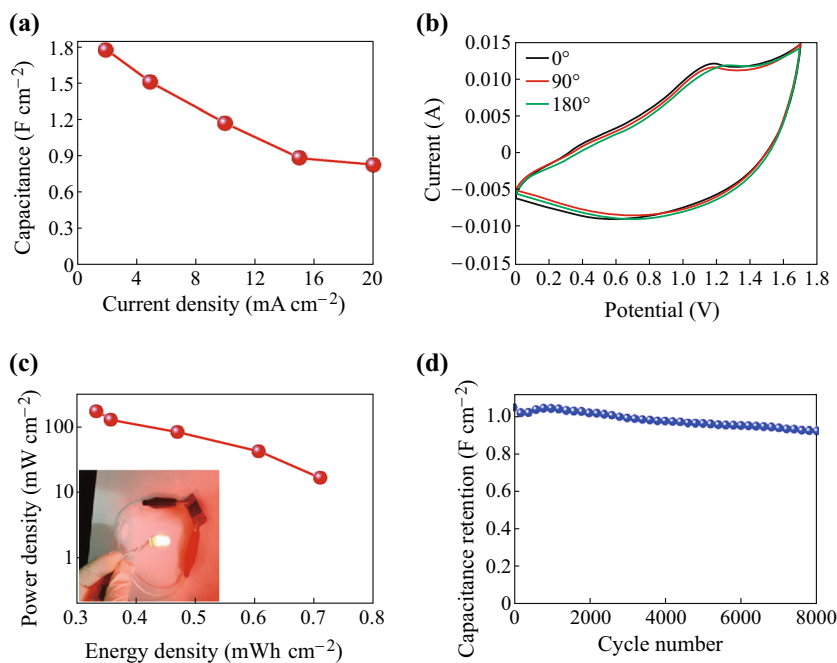 (a)
1.8
1.5
1.2
0.9
0.6
0.3
0
0 4 8 12 16 20
Capacitance (F cm⁻²)
Current density (mA cm⁻²)
(b)
0.015
0.010
0.005
0
−0.005
−0.010
−0.015
0 0.2 0.4 0.6 0.8 1.0 1.2 1.4 1.6 1.8
0°
90°
180°
Current (A)
Potential (V)
(c)
100
10
1
0.3 0.4 0.5 0.6 0.7 0.8
Power density (mW cm⁻²)
Energy density (mWh cm⁻²)
(d)
1.0
0.8
0.6
0.4
0.2
0
0 2000 4000 6000 8000
Capacitance retention (F cm⁻²)
Cycle number